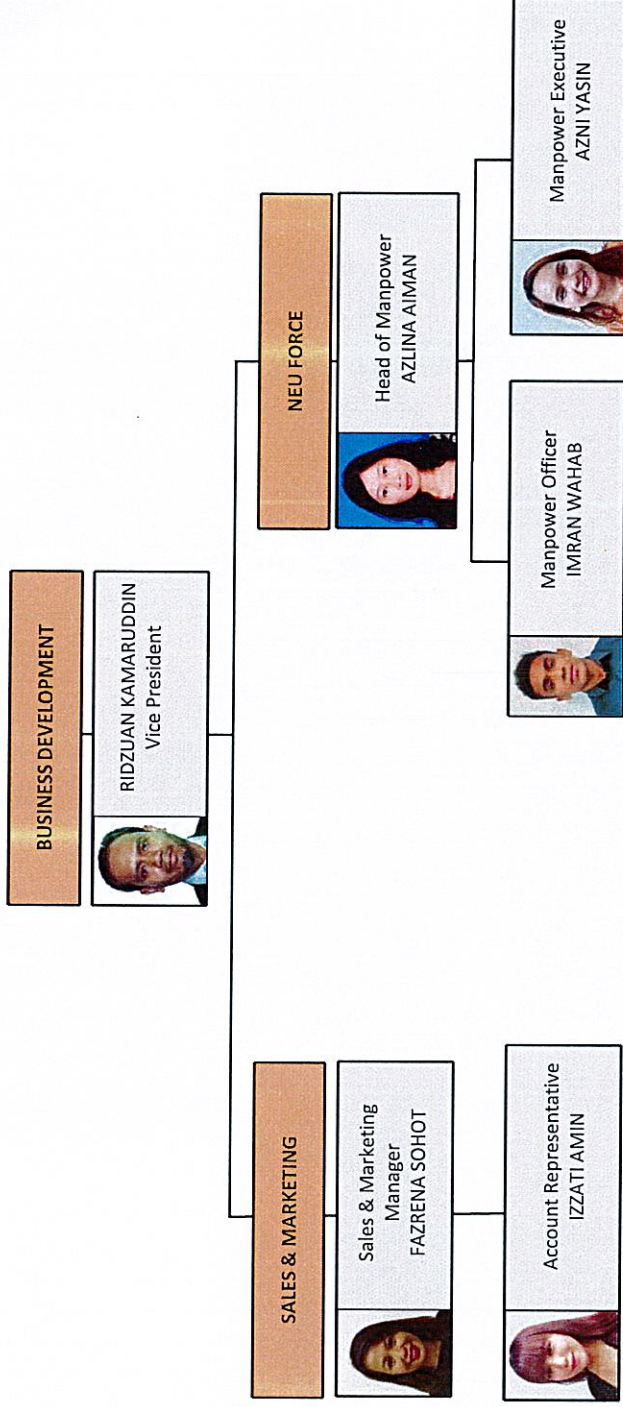 BUSINESS DEVELOPMENT
RIDZUAN KAMARUDDIN
Vice President
SALES & MARKETING
Sales & Marketing
Manager
FAZRENA SOHOT
Account Representative
IZZATI AMIN
NEU FORCE
Head of Manpower
AZLINA AIMAN
Manpower Officer
IMRAN WAHAB
Manpower Executive
AZNI YASIN